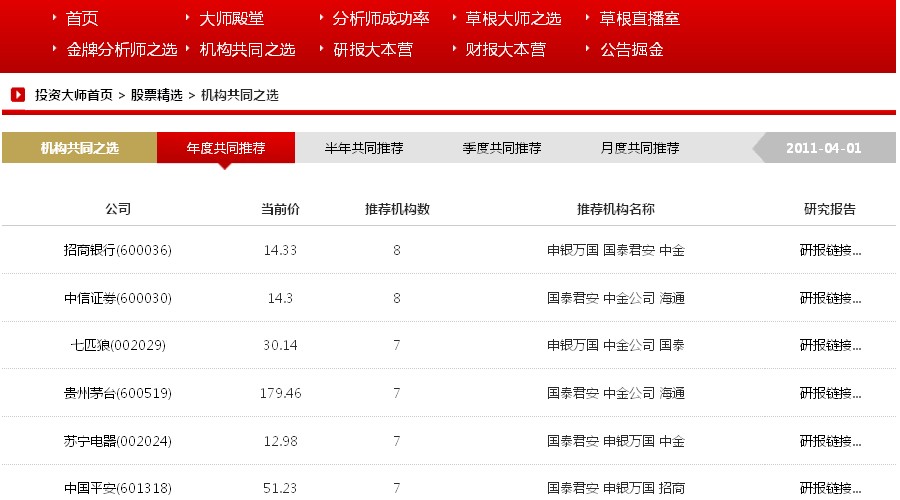 首页 大师殿堂 分析师成功率 草根大师之选 草根直播室
金牌分析师之选 机构共同之选 研报大本营 财报大本营 公告掘金
投资大师首页 > 股票精选 > 机构共同之选
机构共同之选 年度共同推荐 半年共同推荐 季度共同推荐 月度共同推荐 2011-04-01
公司 当前价 推荐机构数 推荐机构名称 研究报告
招商银行(600036) 14.33 8 申银万国 国泰君安 中金 研报链接...
中信证券(600030) 14.3 8 国泰君安 中金公司 海通 研报链接...
七匹狼(002029) 30.14 7 申银万国 中金公司 国泰 研报链接...
贵州茅台(600519) 179.46 7 国泰君安 中金公司 海通 研报链接...
苏宁电器(002024) 12.98 7 国泰君安 申银万国 中金 研报链接...
中国平安(601318) 51.23 7 国泰君安 申银万国 招商 研报链接...